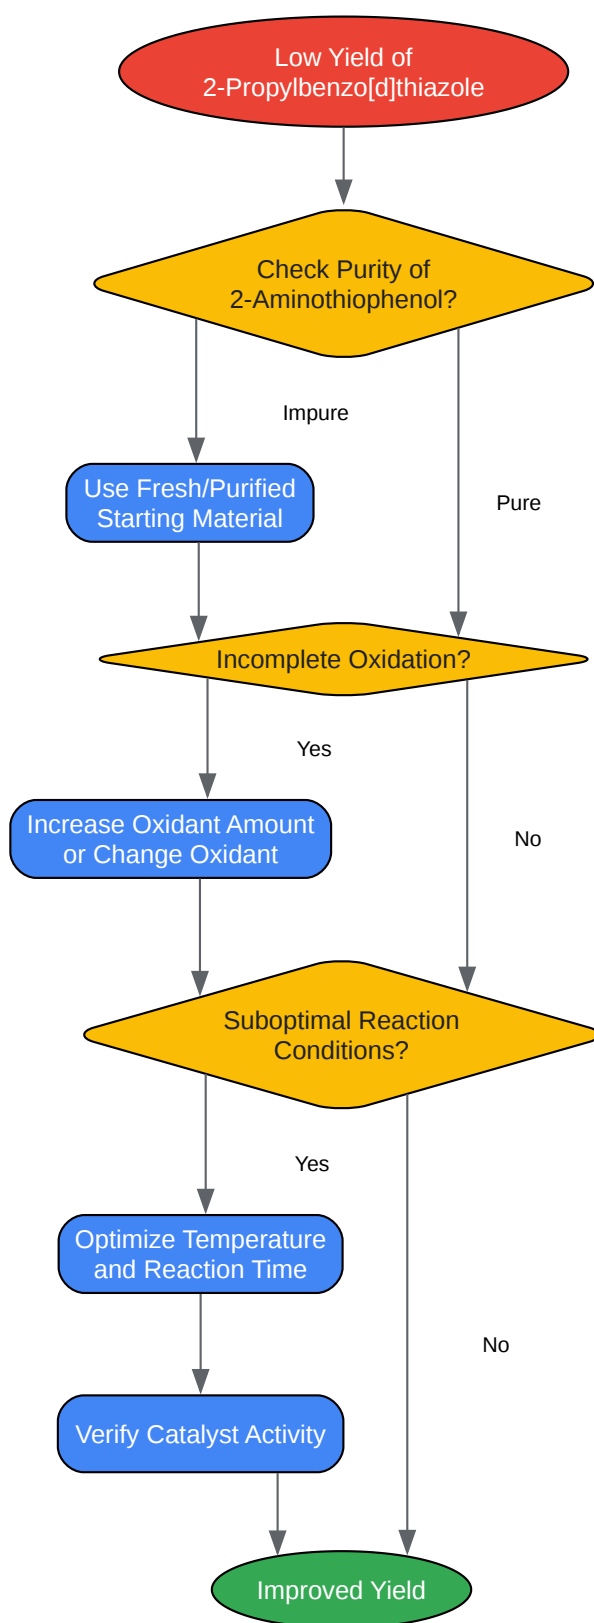 Low Yield of
2-Propylbenzo[d]thiazole
Check Purity of
2-Aminothiophenol?
Impure
Use Fresh/Purified
Starting Material
Pure
Incomplete Oxidation?
Yes
Increase Oxidant Amount
or Change Oxidant
No
Suboptimal Reaction
Conditions?
Yes
Optimize Temperature
and Reaction Time
No
Verify Catalyst Activity
Improved Yield